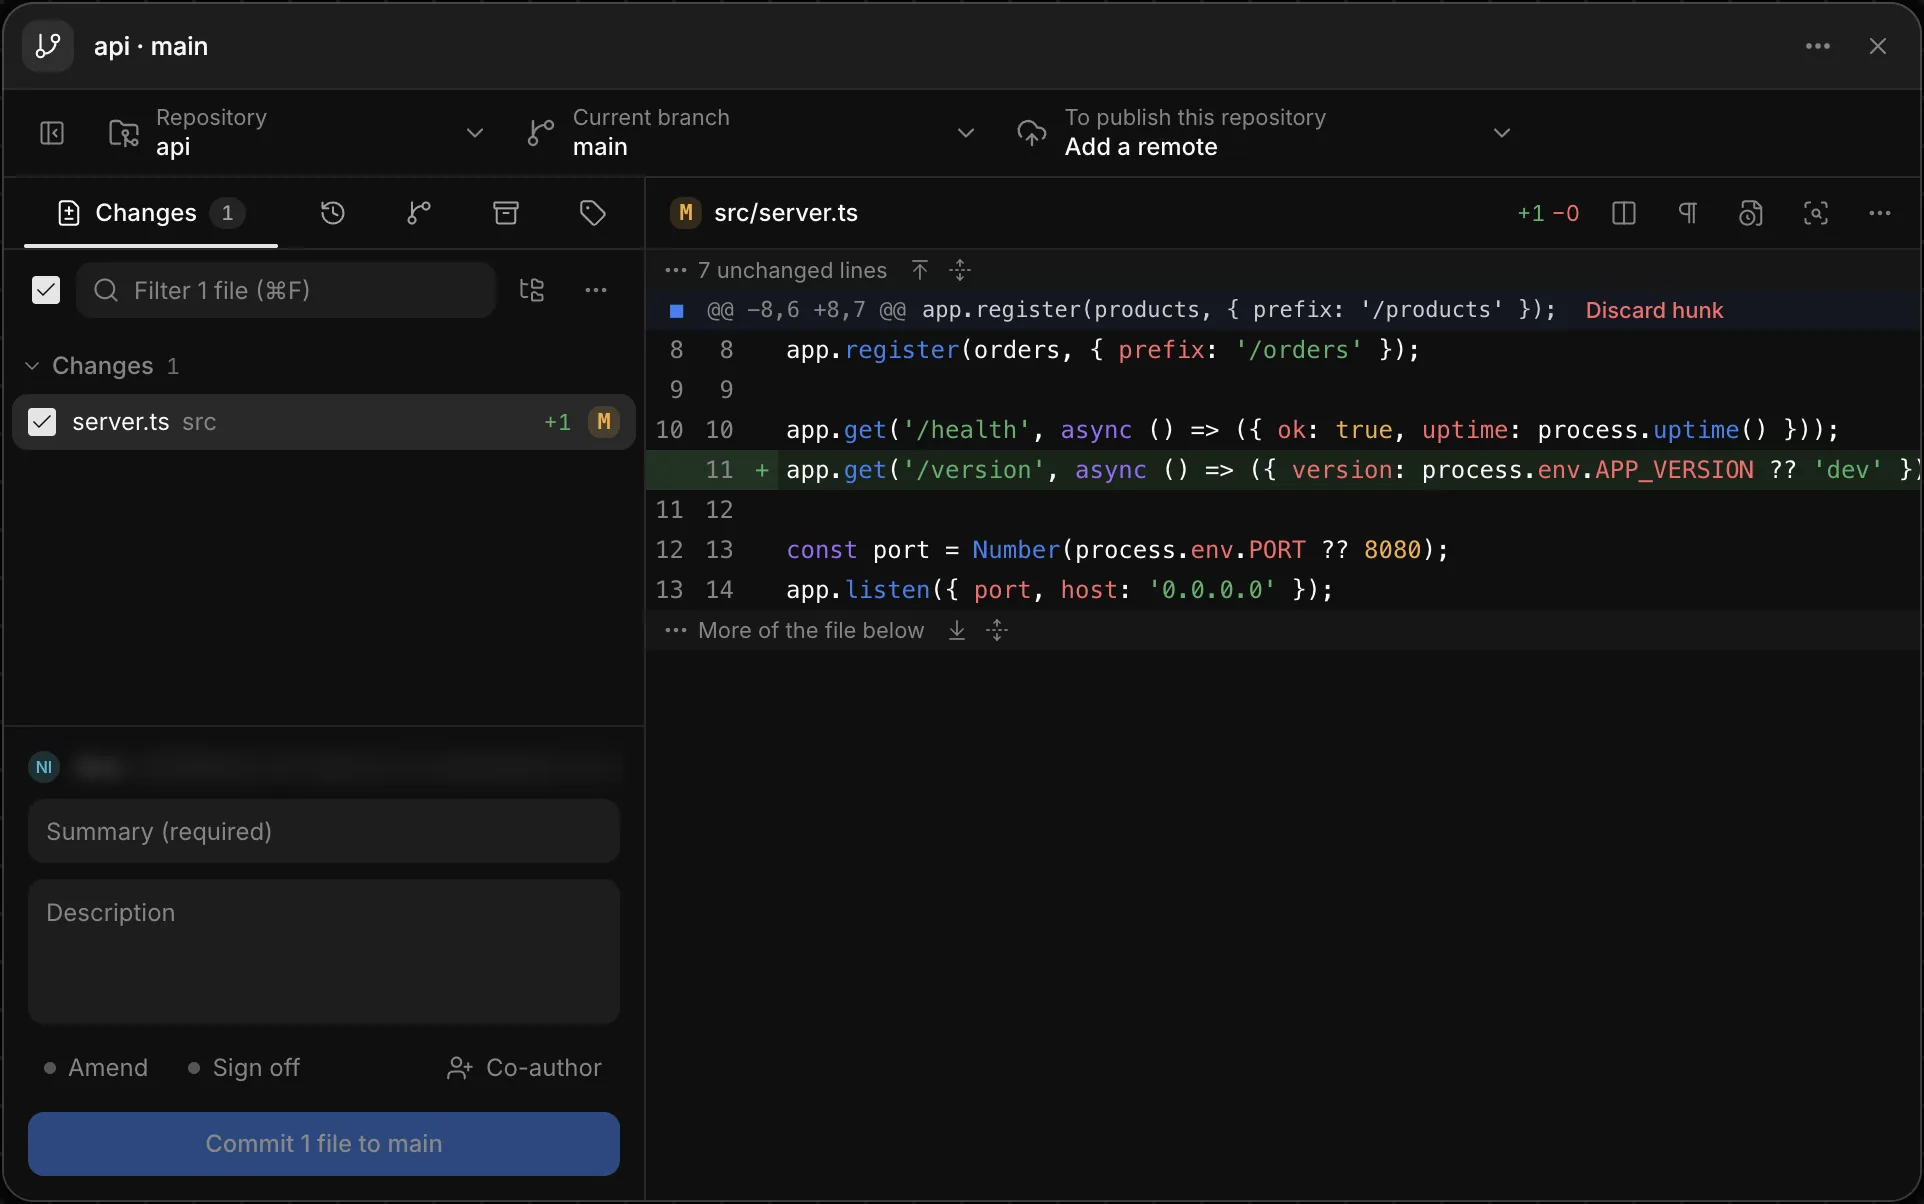 api · main
Repository
api
Current branch
main
To publish this repository
Add a remote
Changes 1
Filter 1 file (⌘F)
Changes 1
server.ts src +1 M
NI
Summary (required)
Description
Amend
Sign off
Co-author
Commit 1 file to main
M src/server.ts +1 −0
··· 7 unchanged lines
@@ −8,6 +8,7 @@ app.register(products, { prefix: '/products' }); Discard hunk
8 8 app.register(orders, { prefix: '/orders' });
9 9
10 10 app.get('/health', async () => ({ ok: true, uptime: process.uptime() }));
11 + app.get('/version', async () => ({ version: process.env.APP_VERSION ?? 'dev' })
11 12
12 13 const port = Number(process.env.PORT ?? 8080);
13 14 app.listen({ port, host: '0.0.0.0' });
··· More of the file below